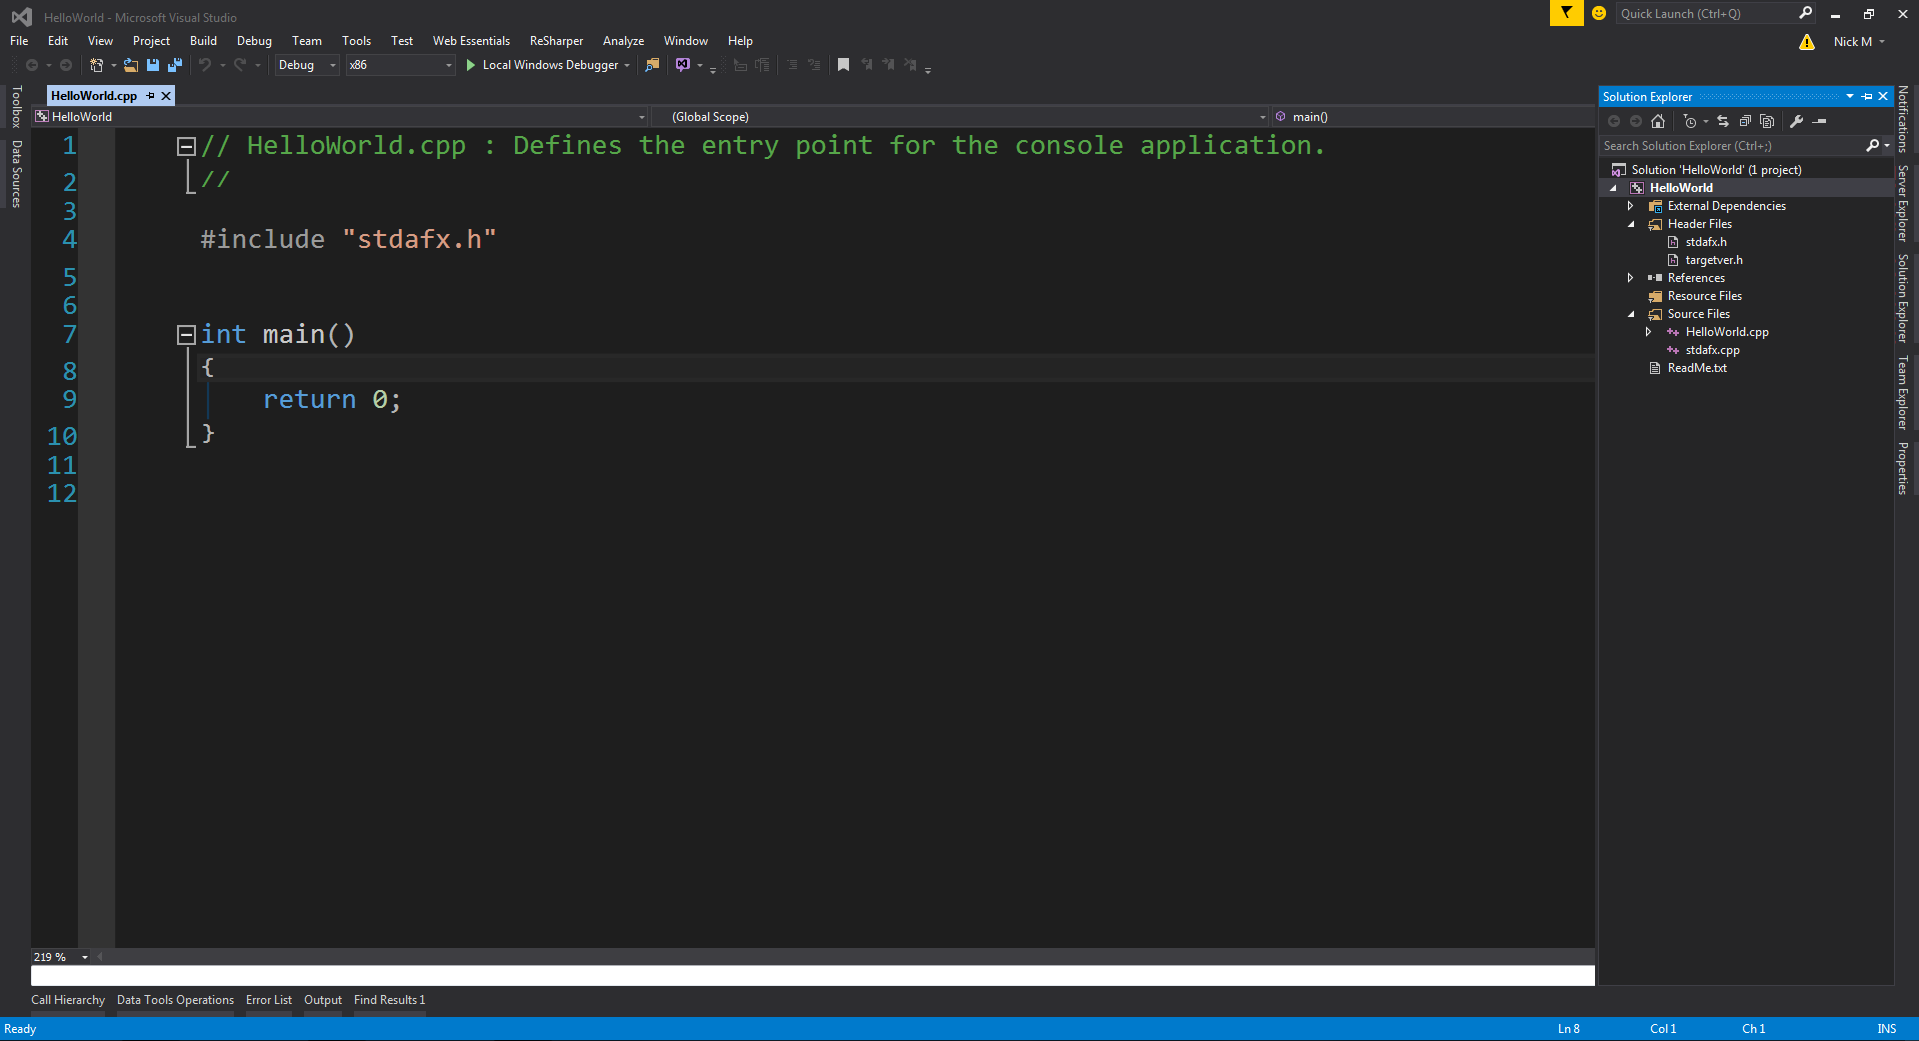 HelloWorld - Microsoft Visual Studio
Quick Launch (Ctrl+Q)
File Edit View Project Build Debug Team Tools Test Web Essentials ReSharper Analyze Window Help
Nick M
Debug x86 Local Windows Debugger
Toolbox
Data Sources
HelloWorld.cpp
HelloWorld (Global Scope) main()
1 // HelloWorld.cpp : Defines the entry point for the console application.
2 //
3
4 #include "stdafx.h"
5
6
7 int main()
8 {
9 return 0;
10 }
11
12
219 %
Solution Explorer
Search Solution Explorer (Ctrl+;)
Solution 'HelloWorld' (1 project)
HelloWorld
External Dependencies
Header Files
stdafx.h
targetver.h
References
Resource Files
Source Files
HelloWorld.cpp
stdafx.cpp
ReadMe.txt
Notifications
Server Explorer
Solution Explorer
Team Explorer
Properties
Call Hierarchy Data Tools Operations Error List Output Find Results 1
Ready Ln 8 Col 1 Ch 1 INS